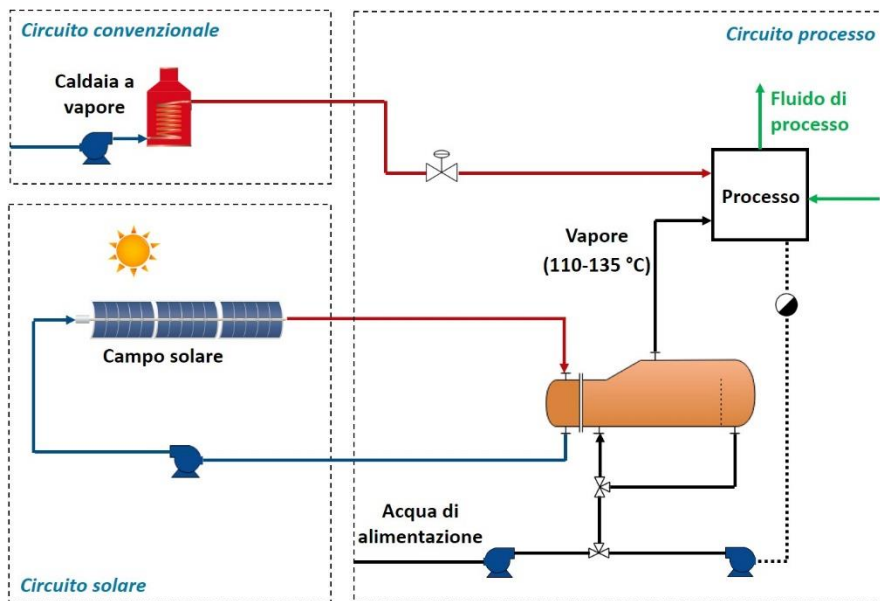 Circuito convenzionale
Caldaia a
vapore
Circuito processo
Fluido di
processo
Processo
Vapore
(110-135 °C)
Campo solare
Acqua di
alimentazione
Circuito solare